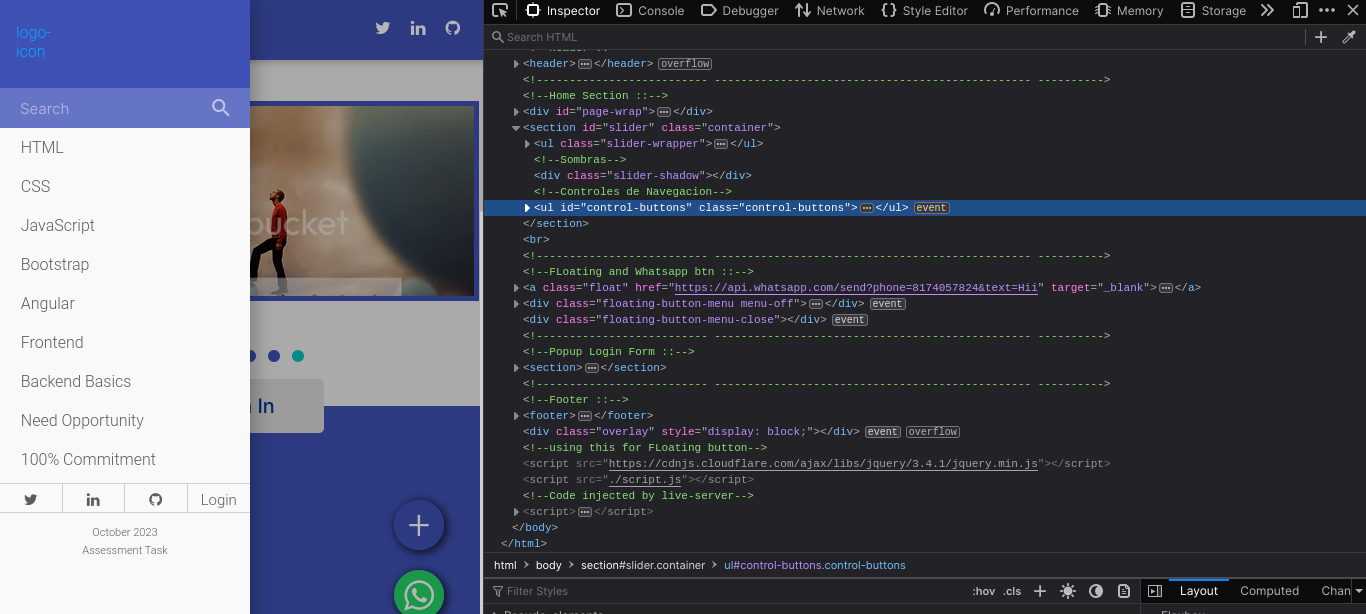 logo-
icon
Search
HTML
CSS
JavaScript
Bootstrap
Angular
Frontend
Backend Basics
Need Opportunity
100% Commitment
Login
October 2023
Assessment Task
bucket
In
Inspector Console Debugger Network Style Editor Performance Memory Storage
Search HTML
<header></header> overflow
<!-------------------------- ------------------------------------------------ ---------->
<!--Home Section ::-->
<div id="page-wrap"></div>
<section id="slider" class="container">
<ul class="slider-wrapper"></ul>
<!--Sombras-->
<div class="slider-shadow"></div>
<!--Controles de Navegacion-->
<ul id="control-buttons" class="control-buttons"></ul> event
</section>
<br>
<!-------------------------- ------------------------------------------------ ---------->
<!--FLoating and Whatsapp btn ::-->
<a class="float" href="https://api.whatsapp.com/send?phone=8174057824&text=Hii" target="_blank"></a>
<div class="floating-button-menu menu-off"></div> event
<div class="floating-button-menu-close"></div> event
<!-------------------------- ------------------------------------------------ ---------->
<!--Popup Login Form ::-->
<section></section>
<!-------------------------- ------------------------------------------------ ---------->
<!--Footer ::-->
<footer></footer>
<div class="overlay" style="display: block;"></div> event overflow
<!--using this for FLoating button-->
<script src="https://cdnjs.cloudflare.com/ajax/libs/jquery/3.4.1/jquery.min.js"></script>
<script src="./script.js"></script>
<!--Code injected by live-server-->
<script></script>
</body>
</html>
html > body > section#slider.container > ul#control-buttons.control-buttons
Filter Styles :hov .cls + Layout Computed Chan